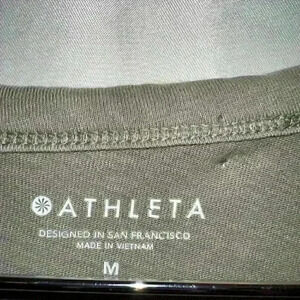 ATHLETA
DESIGNED IN SAN FRANCISCO
MADE IN VIETNAM
M